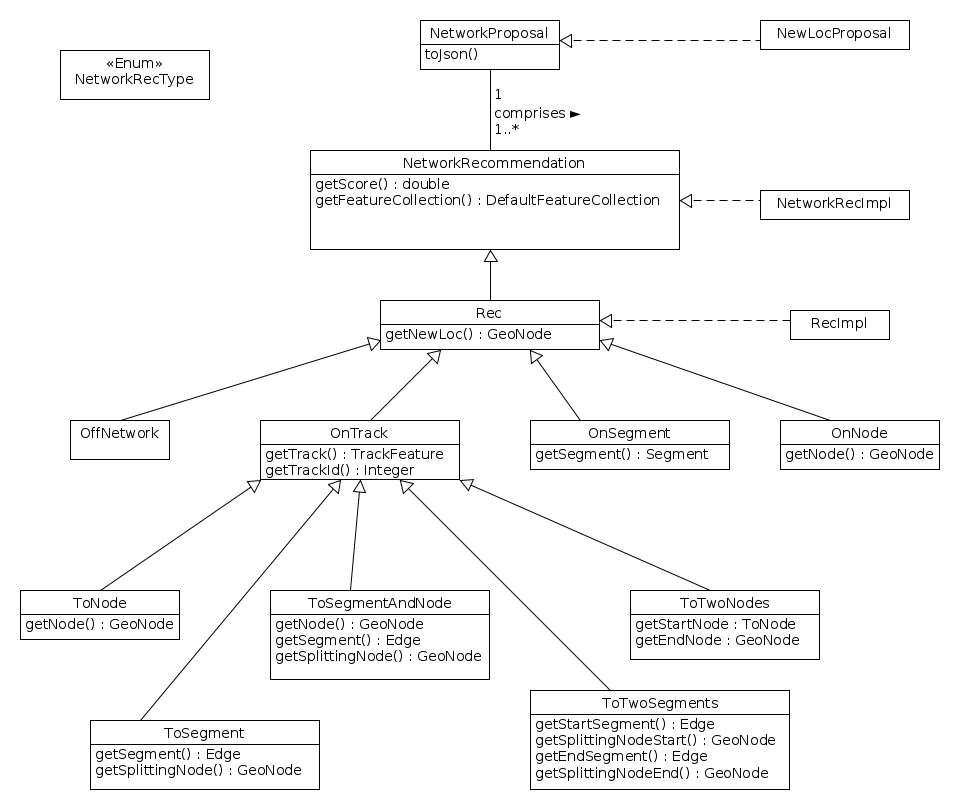 NetworkProposal
toJson()
NewLocProposal
«Enum»
NetworkRecType
1
comprises ►
1..*
NetworkRecommendation
getScore() : double
getFeatureCollection() : DefaultFeatureCollection
NetworkRecImpl
Rec
getNewLoc() : GeoNode
RecImpl
OffNetwork
OnTrack
getTrack() : TrackFeature
getTrackId() : Integer
OnSegment
getSegment() : Segment
OnNode
getNode() : GeoNode
ToNode
getNode() : GeoNode
ToSegmentAndNode
getNode() : GeoNode
getSegment() : Edge
getSplittingNode() : GeoNode
ToTwoNodes
getStartNode : ToNode
getEndNode : GeoNode
ToSegment
getSegment() : Edge
getSplittingNode() : GeoNode
ToTwoSegments
getStartSegment() : Edge
getSplittingNodeStart() : GeoNode
getEndSegment() : Edge
getSplittingNodeEnd() : GeoNode